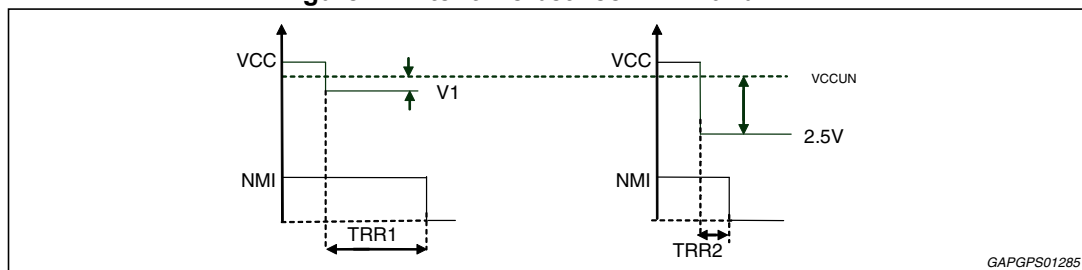 VCC
V1
NMI
TRR1
VCC
VCCUN
2.5V
NMI
TRR2
GAPGPS01285